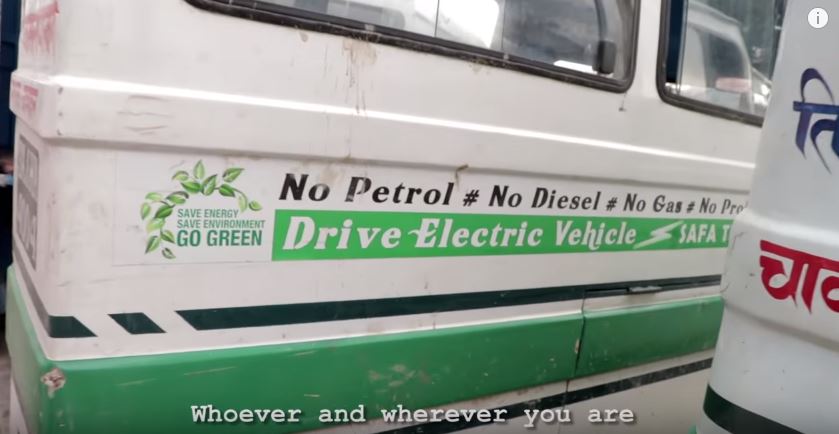 No Petrol # No Diesel # No Gas # No
SAVE ENERGY
SAVE ENVIRONMENT
GO GREEN
Drive Electric Vehicle SAFA
Whoever and wherever you are